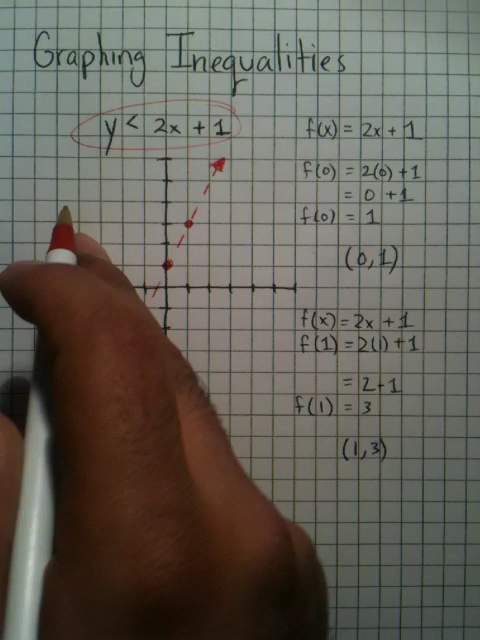 Graphing Inequalities
y < 2x + 1
f(x) = 2x + 1
f(0) = 2(0) + 1
= 0 + 1
f(0) = 1
(0,1)
f(x) = 2x + 1
f(1) = 2(1) + 1
= 2-1
f(1) = 3
(1,3)